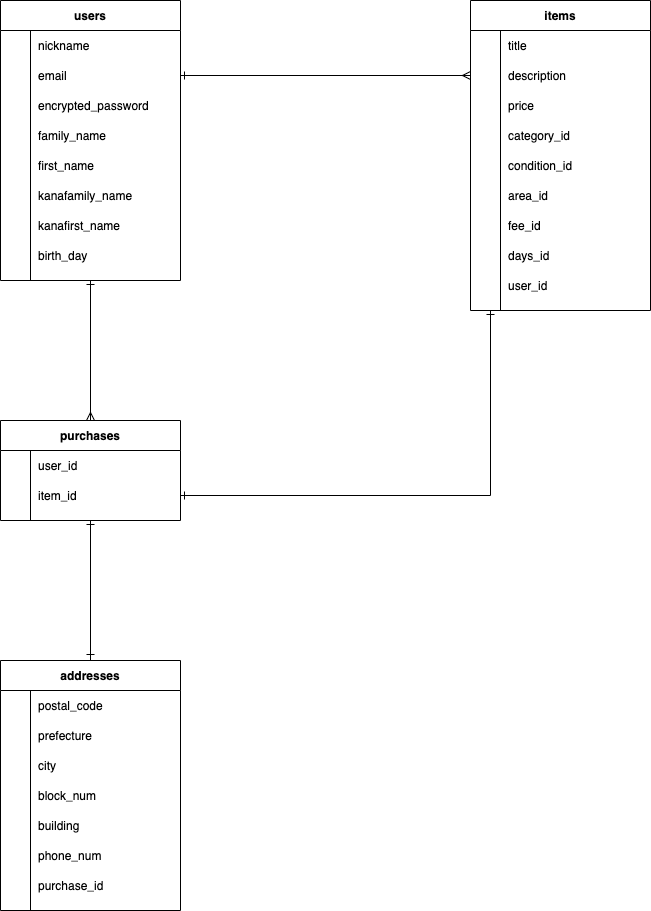 users
nickname
email
encrypted_password
family_name
first_name
kanafamily_name
kanafirst_name
birth_day
items
title
description
price
category_id
condition_id
area_id
fee_id
days_id
user_id
purchases
user_id
item_id
addresses
postal_code
prefecture
city
block_num
building
phone_num
purchase_id